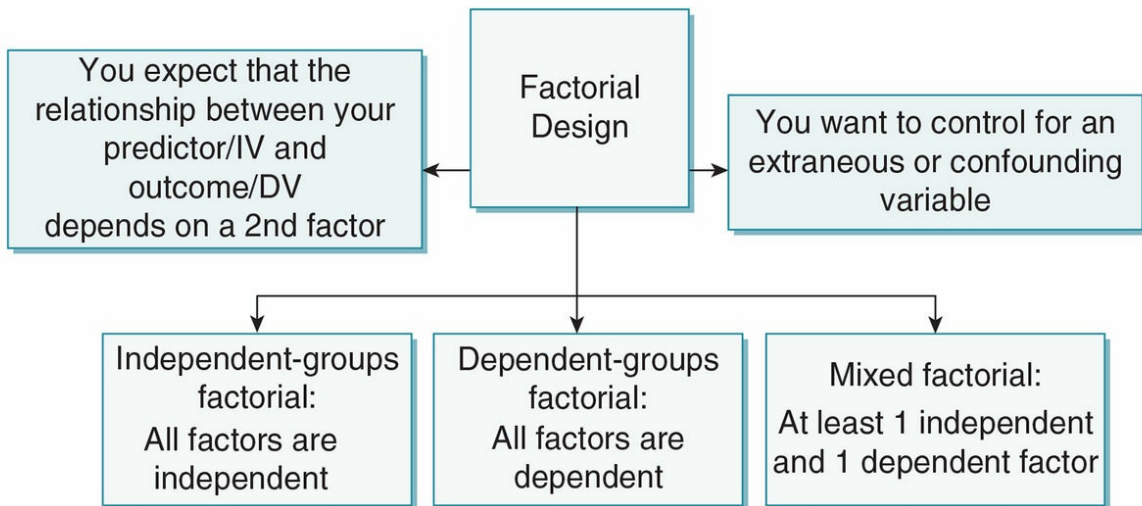 Factorial
Design
You expect that the
relationship between your
predictor/IV and
outcome/DV
depends on a 2nd factor
You want to control for an
extraneous or confounding
variable
Independent-groups
factorial:
All factors are
independent
Dependent-groups
factorial:
All factors are
dependent
Mixed factorial:
At least 1 independent
and 1 dependent factor